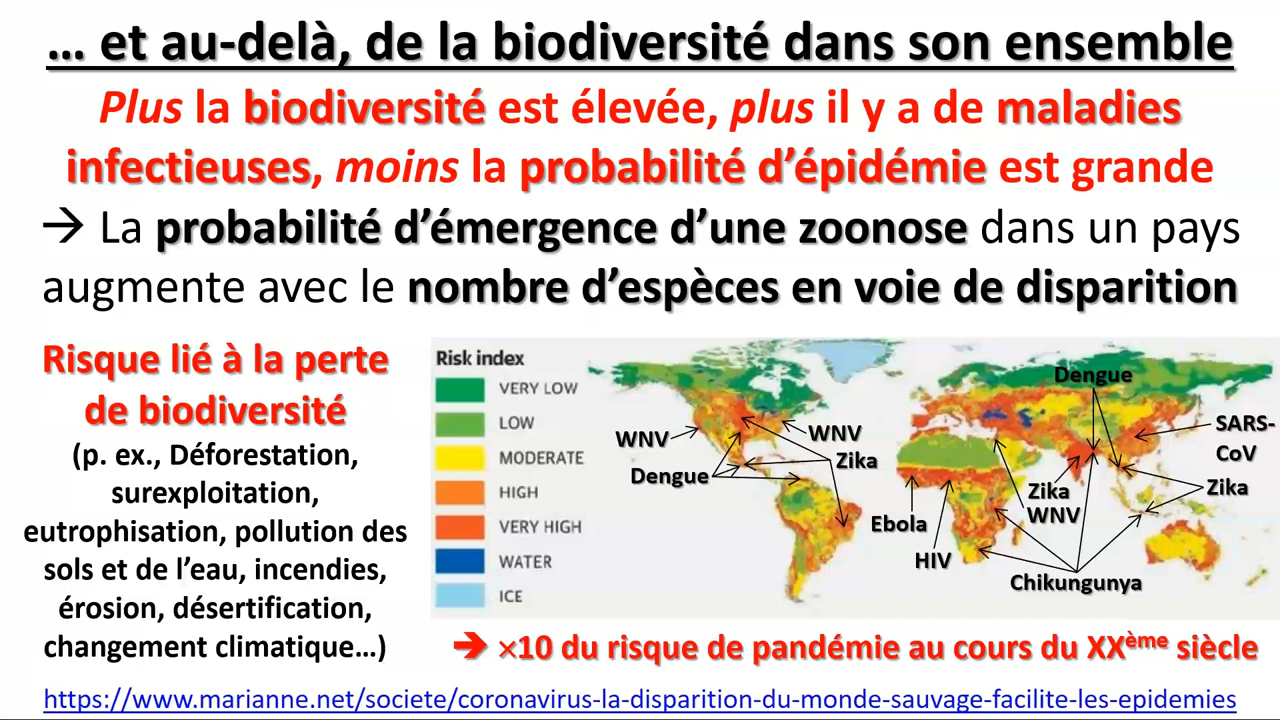 … et au-delà, de la biodiversité dans son ensemble
Plus la biodiversité est élevée, plus il y a de maladies
infectieuses, moins la probabilité d’épidémie est grande
→ La probabilité d’émergence d’une zoonose dans un pays
augmente avec le nombre d’espèces en voie de disparition
Risque lié à la perte
de biodiversité
(p. ex., Déforestation,
surexploitation,
eutrophisation, pollution des
sols et de l’eau, incendies,
érosion, désertification,
changement climatique…)
Risk index
VERY LOW
LOW
MODERATE
HIGH
VERY HIGH
WATER
ICE
WNV
Dengue
WNV
Zika
Dengue
SARS-
CoV
Zika
Zika
WNV
Ebola
HIV
Chikungunya
➔ ×10 du risque de pandémie au cours du XXème siècle
https://www.marianne.net/societe/coronavirus-la-disparition-du-monde-sauvage-facilite-les-epidemies